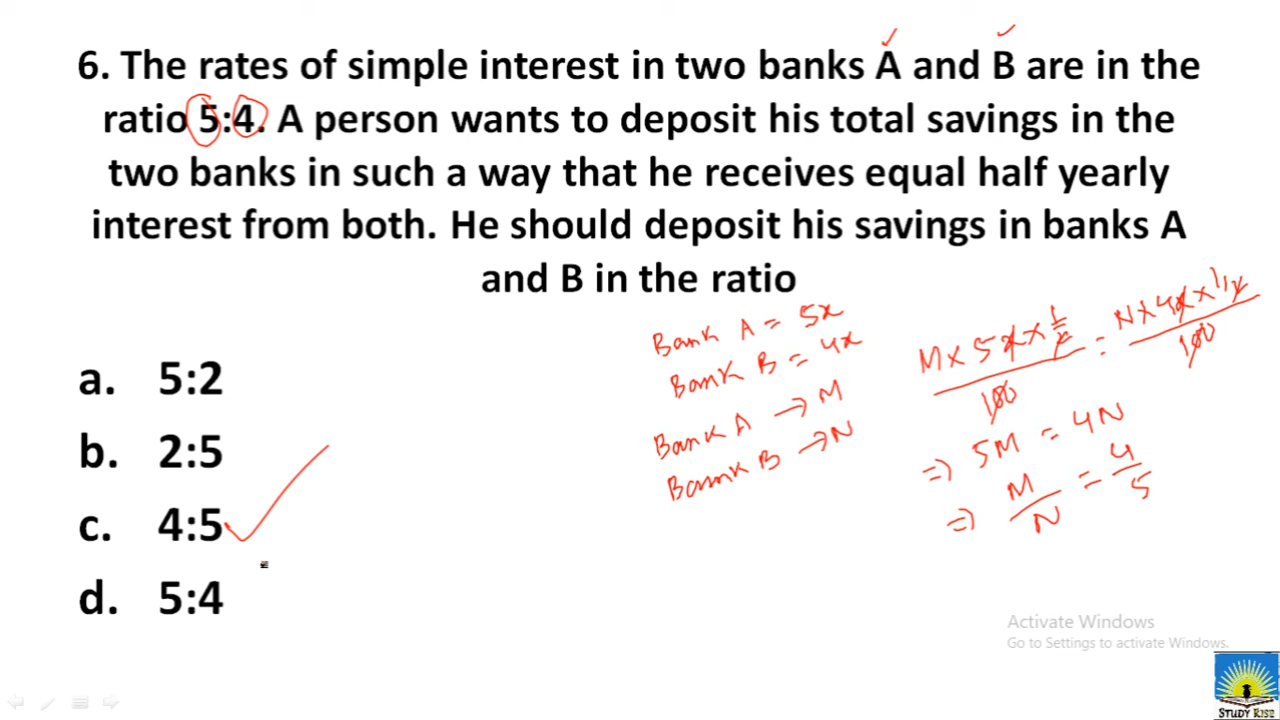 6. The rates of simple interest in two banks A and B are in the
ratio 5:4. A person wants to deposit his total savings in the
two banks in such a way that he receives equal half yearly
interest from both. He should deposit his savings in banks A
and B in the ratio
a. 5:2
b. 2:5
c. 4:5
d. 5:4
Bank A = 5x
Bank B = 4x
Bank A → M
Bank B → N
M × 5x × 1/2 / 100 = N × 4x × 1/2 / 100
⇒ 5M = 4N
⇒ M/N = 4/5
Activate Windows
Go to Settings to activate Windows.
STUDY RISE